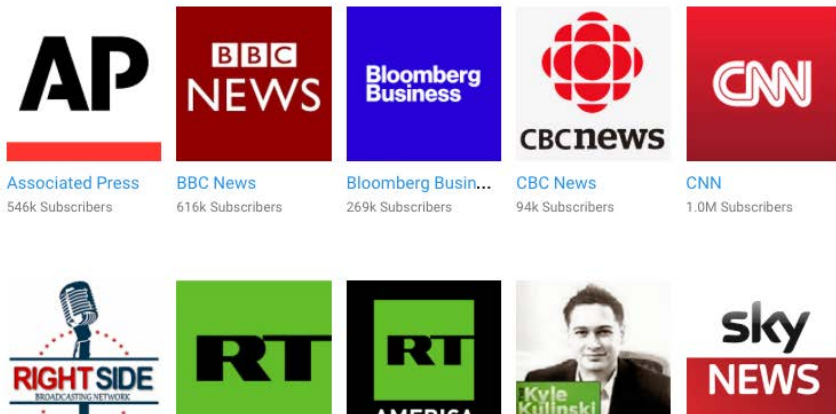 AP
BBC
NEWS
Bloomberg
Business
CBCnews
CNN
Associated Press
BBC News
Bloomberg Busin...
CBC News
CNN
546k Subscribers
616k Subscribers
269k Subscribers
94k Subscribers
1.0M Subscribers
RIGHT SIDE
BROADCASTING NETWORK
RT
RT
AMERICA
Kyle
Kulinski
sky
NEWS